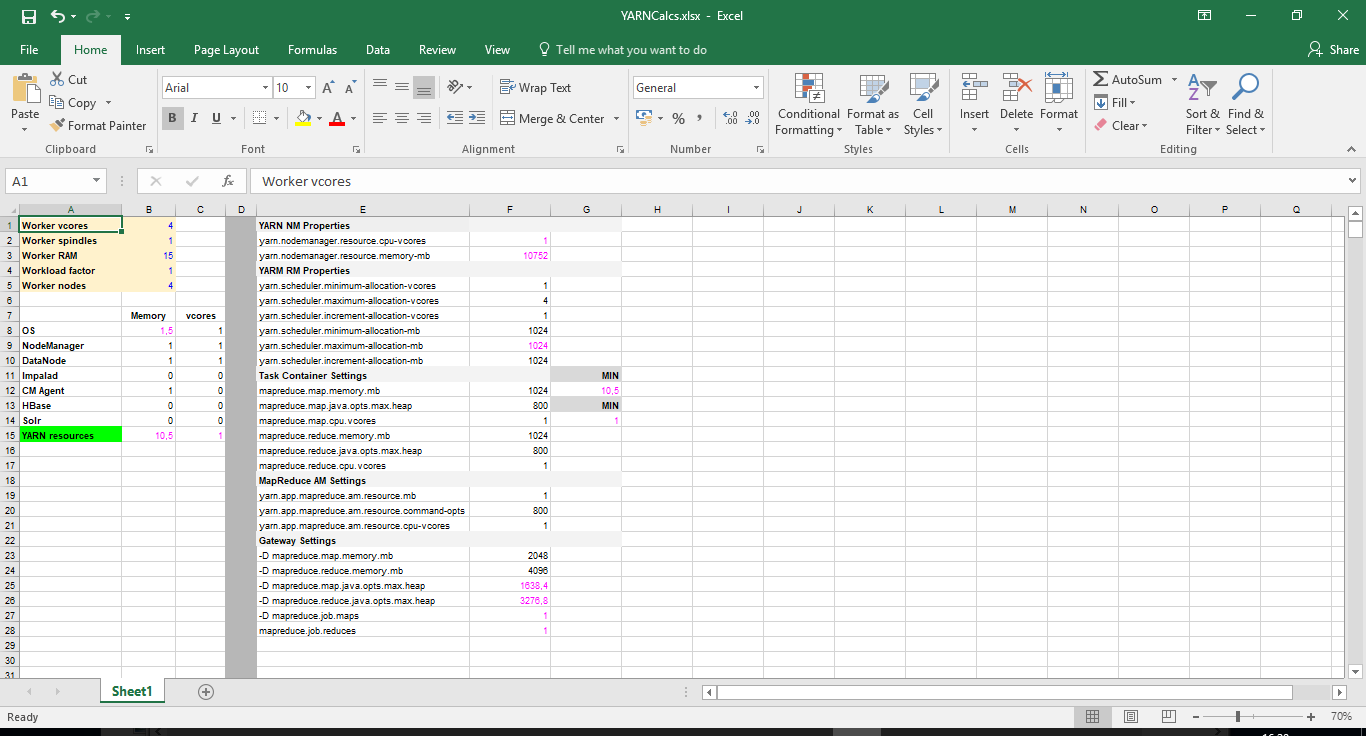 YARNCalcs.xlsx - Excel
File Home Insert Page Layout Formulas Data Review View Tell me what you want to do Share
Paste
Cut
Copy
Format Painter
Clipboard
Arial 10 A A
B I U A
Font
Wrap Text
Merge & Center
Alignment
General
% , ,0 ,00 ,00 ,0
Number
Conditional Formatting
Format as Table
Cell Styles
Styles
Insert Delete Format
Cells
AutoSum
Fill
Clear
Sort & Filter
Find & Select
Editing
A1 fx Worker vcores
A B C D E F G H I J K L M N O P Q
1 Worker vcores 4 YARN NM Properties
2 Worker spindles 1 yarn.nodemanager.resource.cpu-vcores 1
3 Worker RAM 15 yarn.nodemanager.resource.memory-mb 10752
4 Workload factor 1 YARM RM Properties
5 Worker nodes 4 yarn.scheduler.minimum-allocation-vcores 1
6 yarn.scheduler.maximum-allocation-vcores 4
7 Memory vcores yarn.scheduler.increment-allocation-vcores 1
8 OS 1,5 1 yarn.scheduler.minimum-allocation-mb 1024
9 NodeManager 1 1 yarn.scheduler.maximum-allocation-mb 1024
10 DataNode 1 1 yarn.scheduler.increment-allocation-mb 1024
11 Impalad 0 0 Task Container Settings MIN
12 CM Agent 1 0 mapreduce.map.memory.mb 1024 10,5
13 HBase 0 0 mapreduce.map.java.opts.max.heap 800 MIN
14 Solr 0 0 mapreduce.map.cpu.vcores 1 1
15 YARN resources 10,5 1 mapreduce.reduce.memory.mb 1024
16 mapreduce.reduce.java.opts.max.heap 800
17 mapreduce.reduce.cpu.vcores 1
18 MapReduce AM Settings
19 yarn.app.mapreduce.am.resource.mb 1
20 yarn.app.mapreduce.am.resource.command-opts 800
21 yarn.app.mapreduce.am.resource.cpu-vcores 1
22 Gateway Settings
23 -D mapreduce.map.memory.mb 2048
24 -D mapreduce.reduce.memory.mb 4096
25 -D mapreduce.map.java.opts.max.heap 1638,4
26 -D mapreduce.reduce.java.opts.max.heap 3276,8
27 -D mapreduce.job.maps 1
28 mapreduce.job.reduces 1
29
30
31
Sheet1
Ready 70%